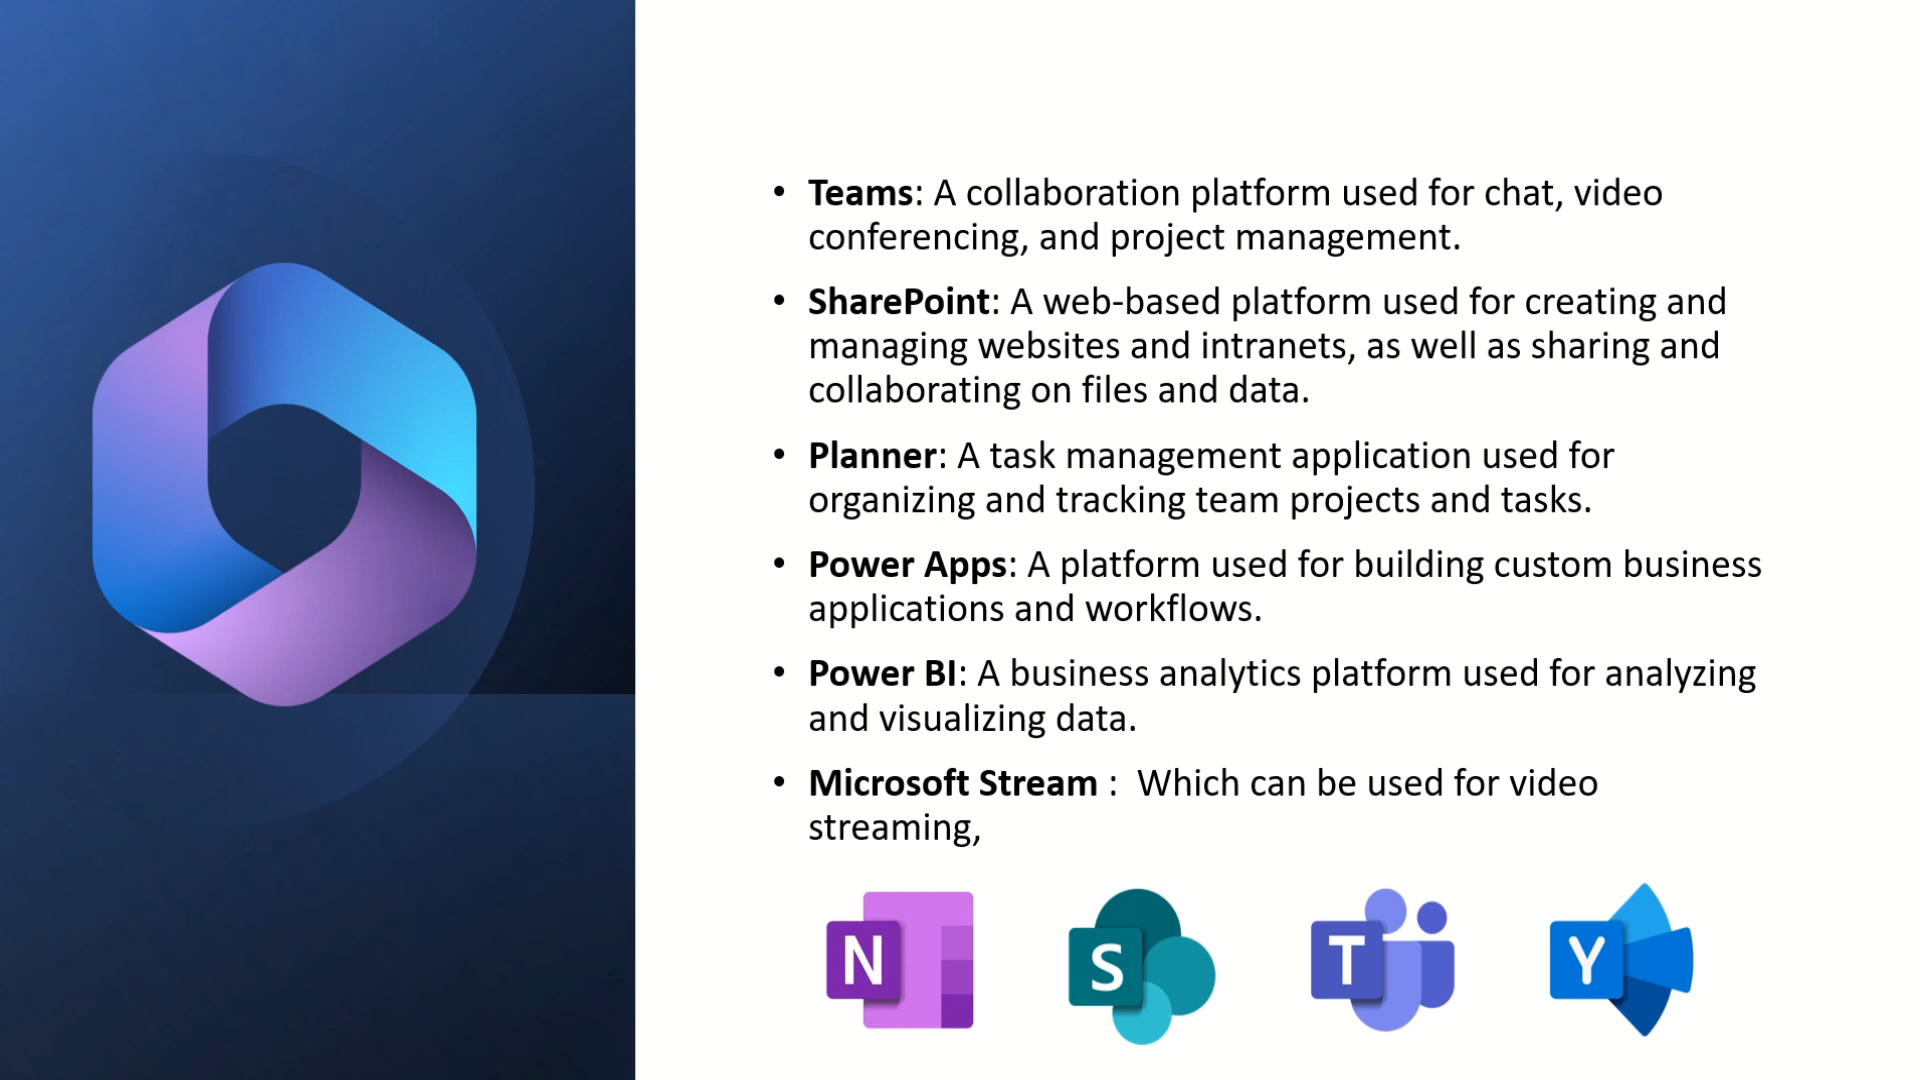 • Teams: A collaboration platform used for chat, video
conferencing, and project management.
• SharePoint: A web-based platform used for creating and
managing websites and intranets, as well as sharing and
collaborating on files and data.
• Planner: A task management application used for
organizing and tracking team projects and tasks.
• Power Apps: A platform used for building custom business
applications and workflows.
• Power BI: A business analytics platform used for analyzing
and visualizing data.
• Microsoft Stream :  Which can be used for video
streaming,
N S T Y